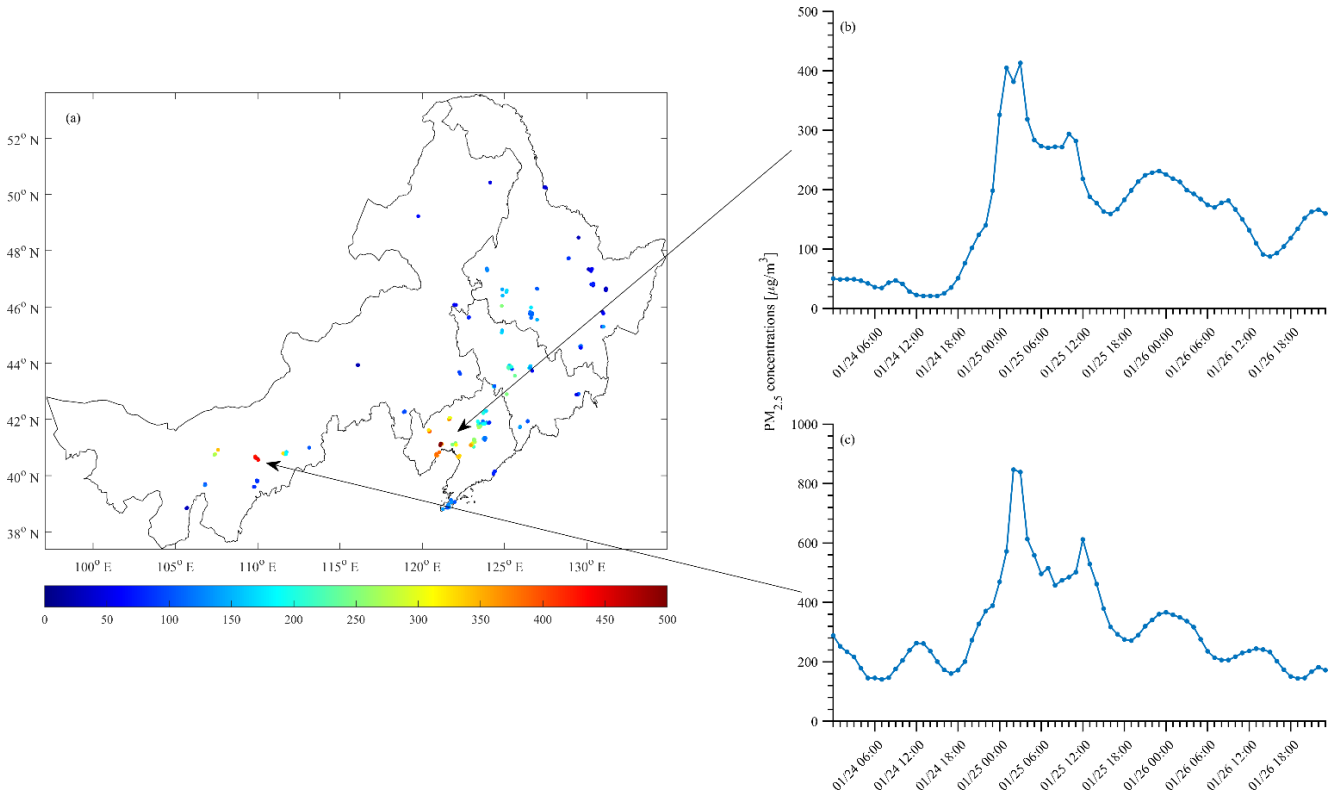 (a)
52° N
50° N
48° N
46° N
44° N
42° N
40° N
38° N
100° E 105° E 110° E 115° E 120° E 125° E 130° E
0 50 100 150 200 250 300 350 400 450 500
PM2.5 concentrations [μg/m³]
(b)
500
400
300
200
100
0
01/24 06:00 01/24 12:00 01/24 18:00 01/25 00:00 01/25 06:00 01/25 12:00 01/25 18:00 01/26 00:00 01/26 06:00 01/26 12:00 01/26 18:00
(c)
1000
800
600
400
200
0
01/24 06:00 01/24 12:00 01/24 18:00 01/25 00:00 01/25 06:00 01/25 12:00 01/25 18:00 01/26 00:00 01/26 06:00 01/26 12:00 01/26 18:00